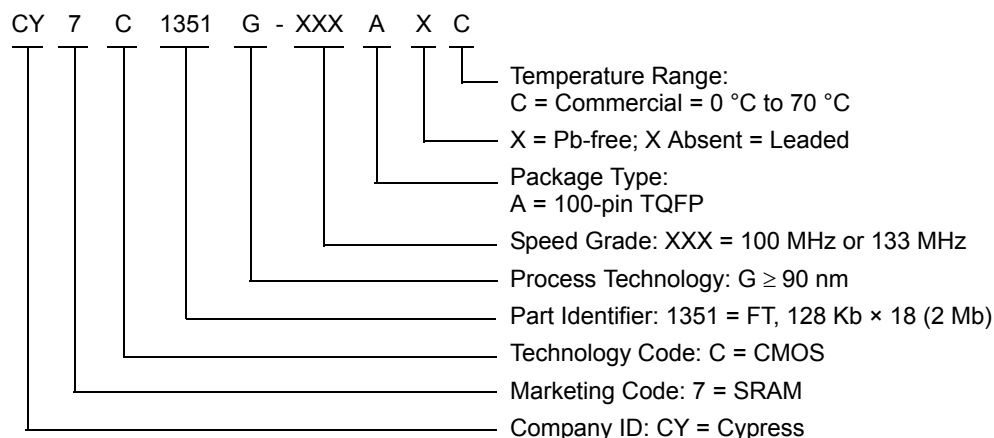 CY 7 C 1351 G - XXX A X C
Temperature Range:
C = Commercial = 0 °C to 70 °C
X = Pb-free; X Absent = Leaded
Package Type:
A = 100-pin TQFP
Speed Grade: XXX = 100 MHz or 133 MHz
Process Technology: G ≥ 90 nm
Part Identifier: 1351 = FT, 128 Kb × 18 (2 Mb)
Technology Code: C = CMOS
Marketing Code: 7 = SRAM
Company ID: CY = Cypress